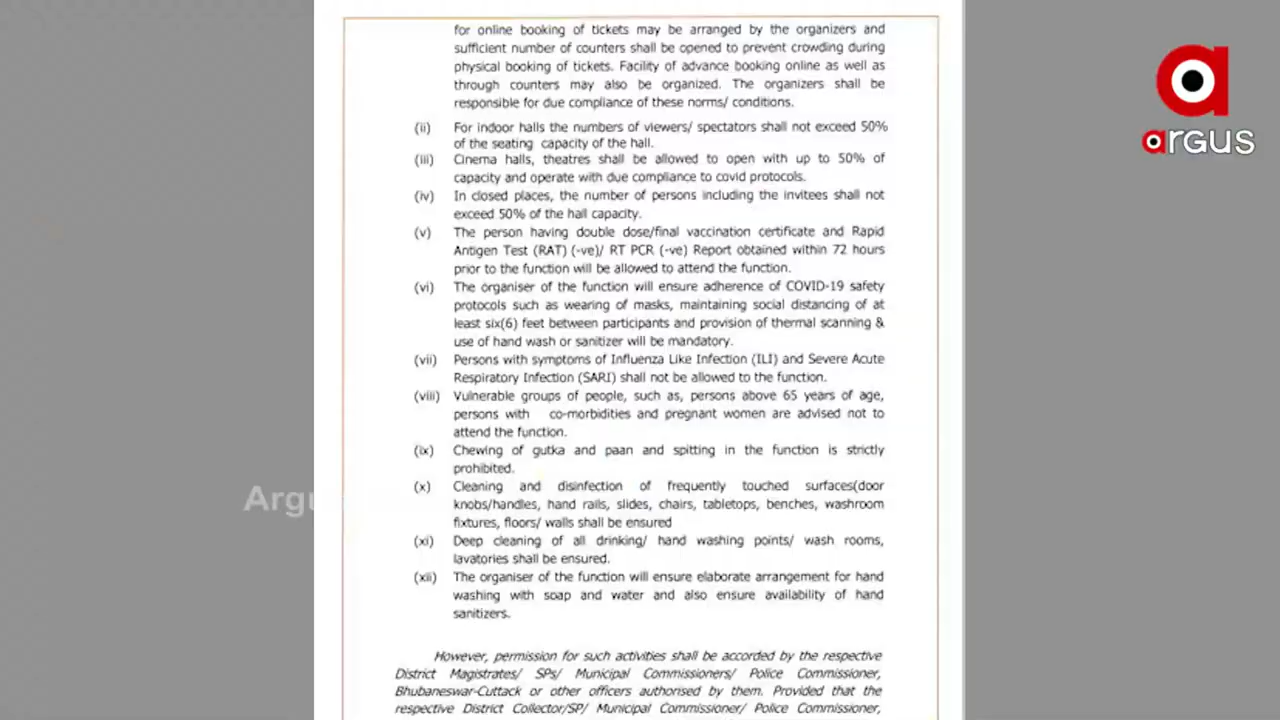 for online booking of tickets may be arranged by the organizers and
sufficient number of counters shall be opened to prevent crowding during
physical booking of tickets. Facility of advance booking online as well as
through counters may also be organized. The organizers shall be
responsible for due compliance of these norms/ conditions.
(ii) For indoor halls the numbers of viewers/ spectators shall not exceed 50%
of the seating capacity of the hall.
(iii) Cinema halls, theatres shall be allowed to open with up to 50% of
capacity and operate with due compliance to covid protocols.
(iv) In closed places, the number of persons including the invitees shall not
exceed 50% of the hall capacity.
(v) The person having double dose/final vaccination certificate and Rapid
Antigen Test (RAT) (-ve)/ RT PCR (-ve) Report obtained within 72 hours
prior to the function will be allowed to attend the function.
(vi) The organiser of the function will ensure adherence of COVID-19 safety
protocols such as wearing of masks, maintaining social distancing of at
least six(6) feet between participants and provision of thermal scanning &
use of hand wash or sanitizer will be mandatory.
(vii) Persons with symptoms of Influenza Like Infection (ILI) and Severe Acute
Respiratory Infection (SARI) shall not be allowed to the function.
(viii) Vulnerable groups of people, such as, persons above 65 years of age,
persons with co-morbidities and pregnant women are advised not to
attend the function.
(ix) Chewing of gutka and paan and spitting in the function is strictly
prohibited.
(x) Cleaning and disinfection of frequently touched surfaces(door
knobs/handles, hand rails, slides, chairs, tabletops, benches, washroom
fixtures, floors/ walls shall be ensured
(xi) Deep cleaning of all drinking/ hand washing points/ wash rooms,
lavatories shall be ensured.
(xii) The organiser of the function will ensure elaborate arrangement for hand
washing with soap and water and also ensure availability of hand
sanitizers.
However, permission for such activities shall be accorded by the respective
District Magistrates/ SPs/ Municipal Commissioners/ Police Commissioner,
Bhubaneswar-Cuttack or other officers authorised by them. Provided that the
respective District Collector/SP/ Municipal Commissioner/ Police Commissioner,
argus